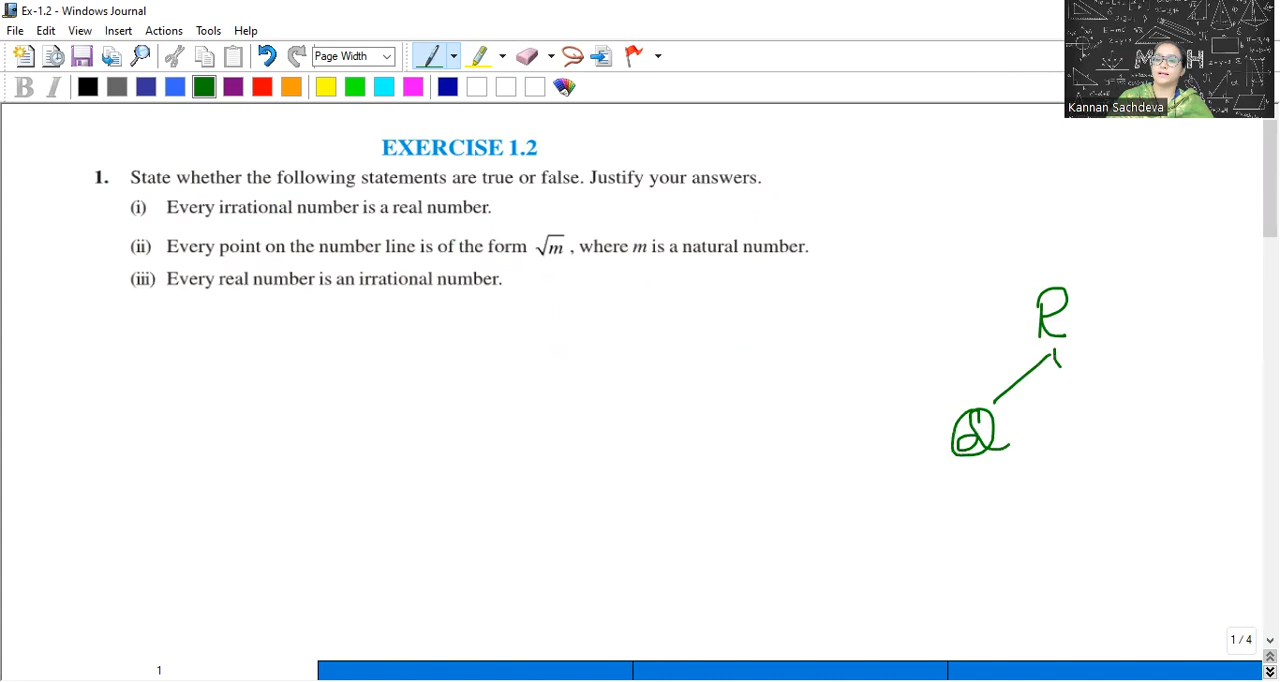 Ex-1.2 - Windows Journal
File Edit View Insert Actions Tools Help
Page Width
B I
Kannan Sachdeva
EXERCISE 1.2
1. State whether the following statements are true or false. Justify your answers.
(i) Every irrational number is a real number.
(ii) Every point on the number line is of the form √m , where m is a natural number.
(iii) Every real number is an irrational number.
R
Q
1 / 4
1